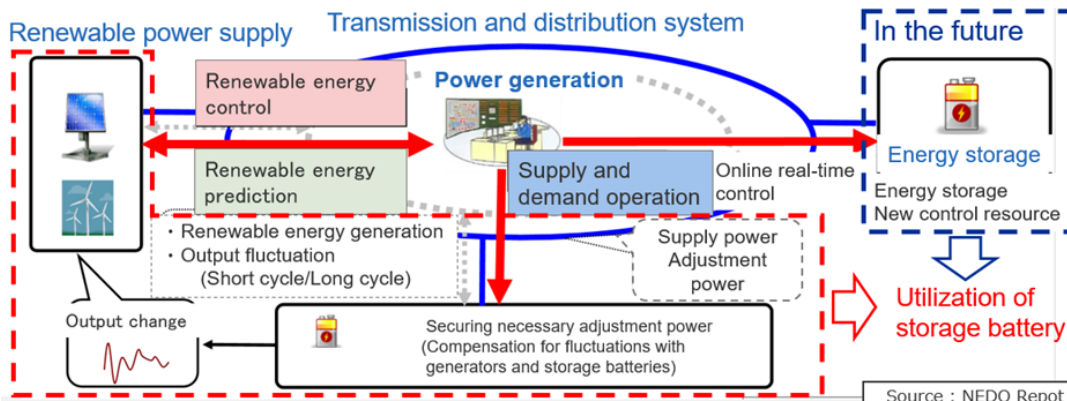 Transmission and distribution system
Renewable power supply
In the future
Renewable energy
control
Power generation
Energy storage
Renewable energy
prediction
Supply and
demand operation
Online real-time
control
Energy storage
New control resource
・Renewable energy generation
・Output fluctuation
(Short cycle/Long cycle)
Supply power
Adjustment
power
Output change
Securing necessary adjustment power
(Compensation for fluctuations with
generators and storage batteries)
Utilization of
storage battery
Source : NEDO Repot